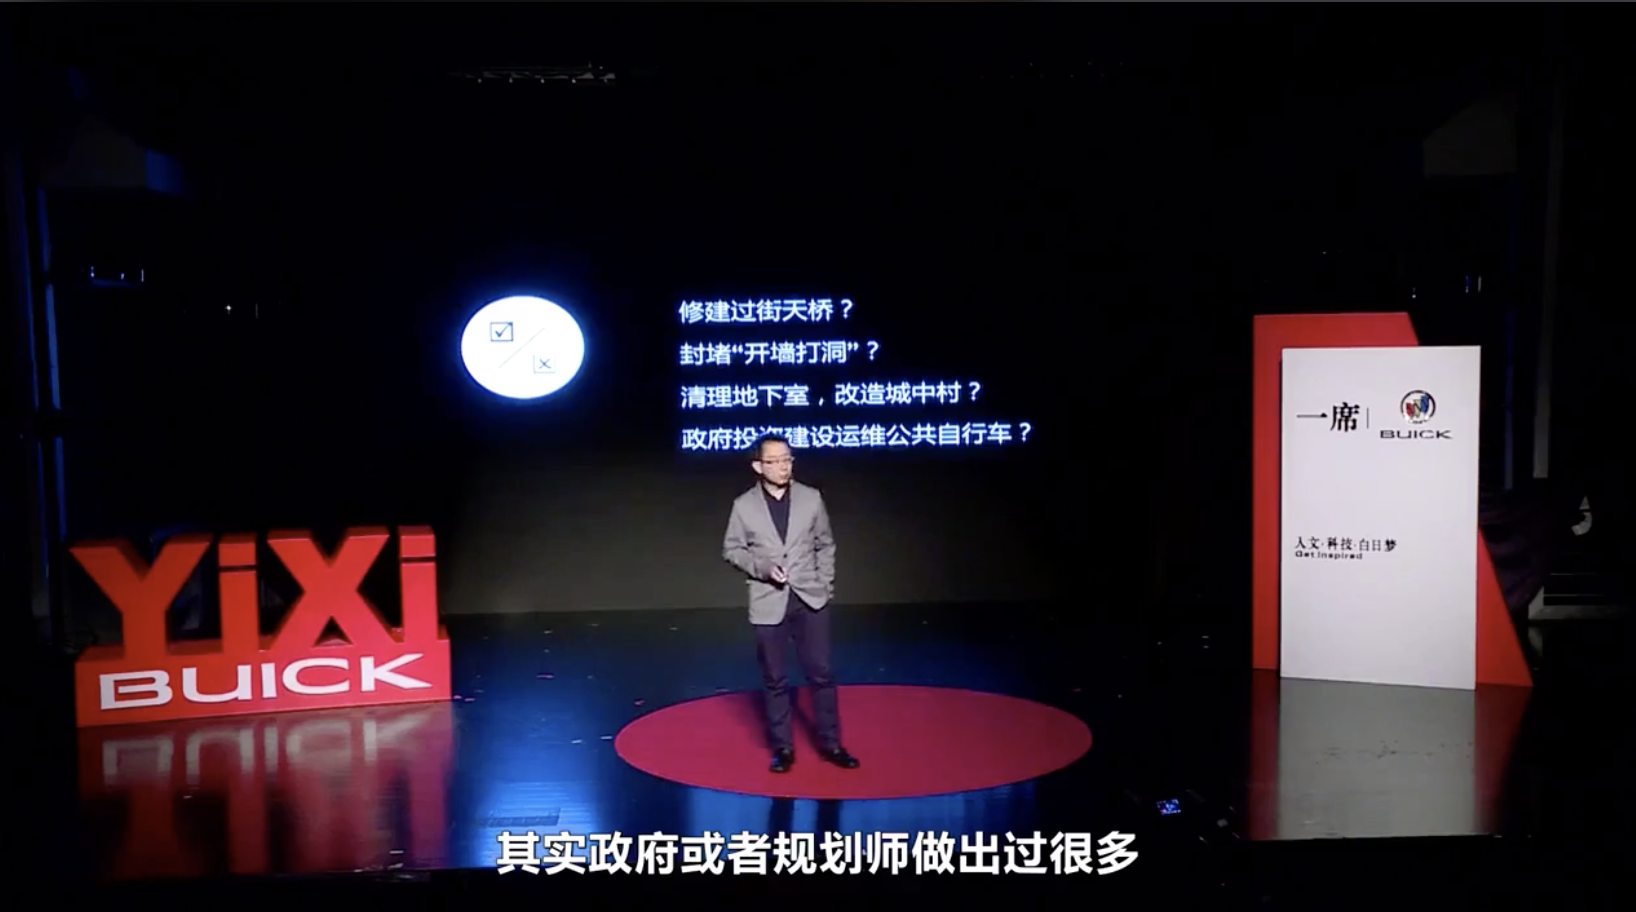 修建过街天桥？
封堵“开墙打洞”？
清理地下室，改造城中村？
政府投资建设运维公共自行车？
一席
BUICK
人文·科技·白日梦
Get Inspired
YiXi
BUICK
其实政府或者规划师做出过很多